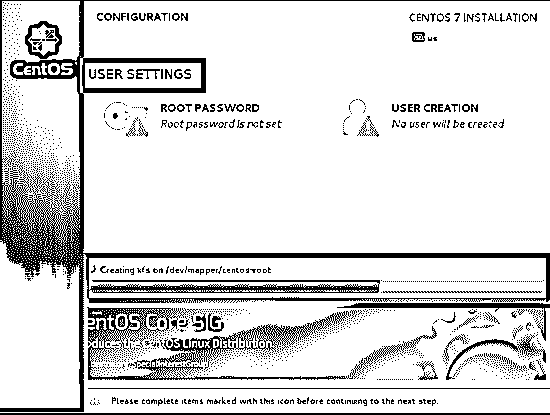 CONFIGURATION
CENTOS 7 INSTALLATION
us
CentOS
USER SETTINGS
ROOT PASSWORD
Root password is not set
USER CREATION
No user will be created
Creating xfs on /dev/mapper/centos-root
entOS Core SIG
oduces the CentOS Linux Distribution
Please complete items marked with this icon before continuing to the next step.